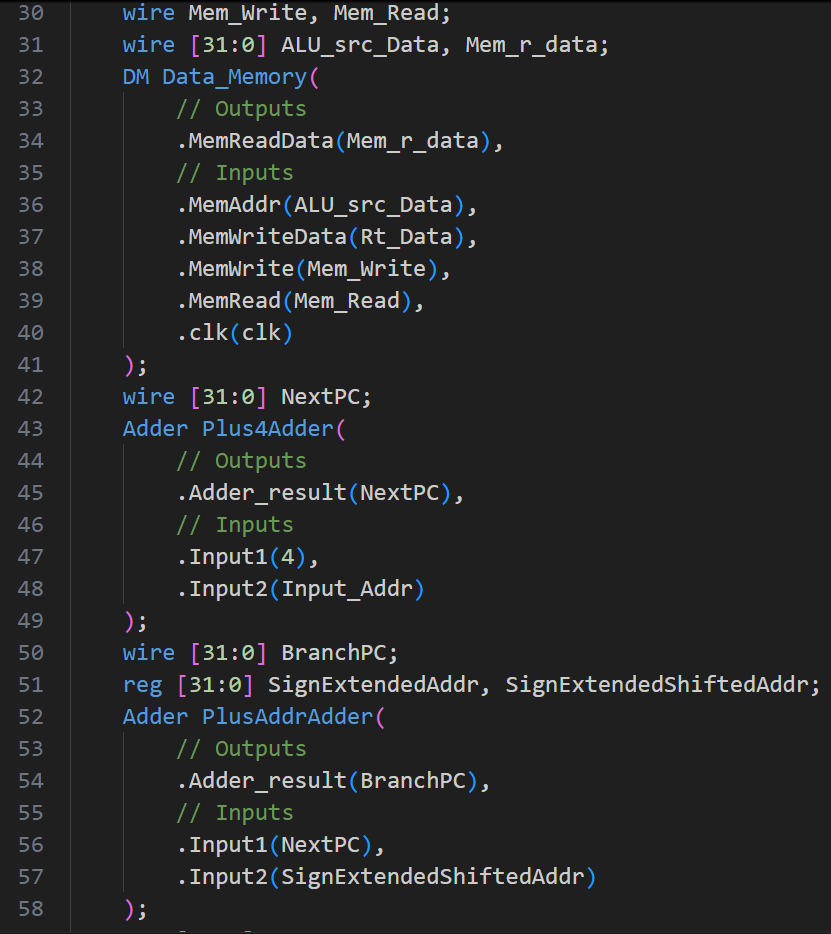 30 wire Mem_Write, Mem_Read;
31 wire [31:0] ALU_src_Data, Mem_r_data;
32 DM Data_Memory(
33 // Outputs
34 .MemReadData(Mem_r_data),
35 // Inputs
36 .MemAddr(ALU_src_Data),
37 .MemWriteData(Rt_Data),
38 .MemWrite(Mem_Write),
39 .MemRead(Mem_Read),
40 .clk(clk)
41 );
42 wire [31:0] NextPC;
43 Adder Plus4Adder(
44 // Outputs
45 .Adder_result(NextPC),
46 // Inputs
47 .Input1(4),
48 .Input2(Input_Addr)
49 );
50 wire [31:0] BranchPC;
51 reg [31:0] SignExtendedAddr, SignExtendedShiftedAddr;
52 Adder PlusAddrAdder(
53 // Outputs
54 .Adder_result(BranchPC),
55 // Inputs
56 .Input1(NextPC),
57 .Input2(SignExtendedShiftedAddr)
58 );